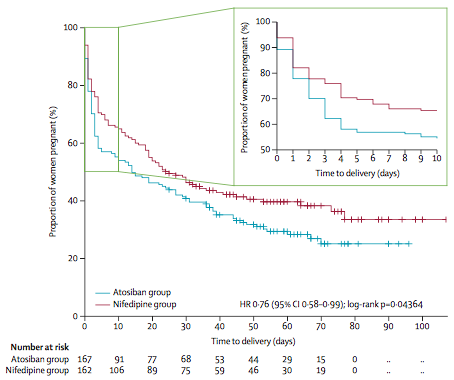 100
80
60
40
20
0
Proportion of women pregnant (%)
100
90
80
70
60
50
Proportion of women pregnant (%)
0 1 2 3 4 5 6 7 8 9 10
Time to delivery (days)
Atosiban group
Nifedipine group
HR 0·76 (95% CI 0·58–0·99); log-rank p=0·04364
0 10 20 30 40 50 60 70 80 90 100
Time to delivery (days)
Number at risk
Atosiban group 167 91 77 68 53 44 29 15 0 .. ..
Nifedipine group 162 106 89 75 59 46 30 19 0 .. ..